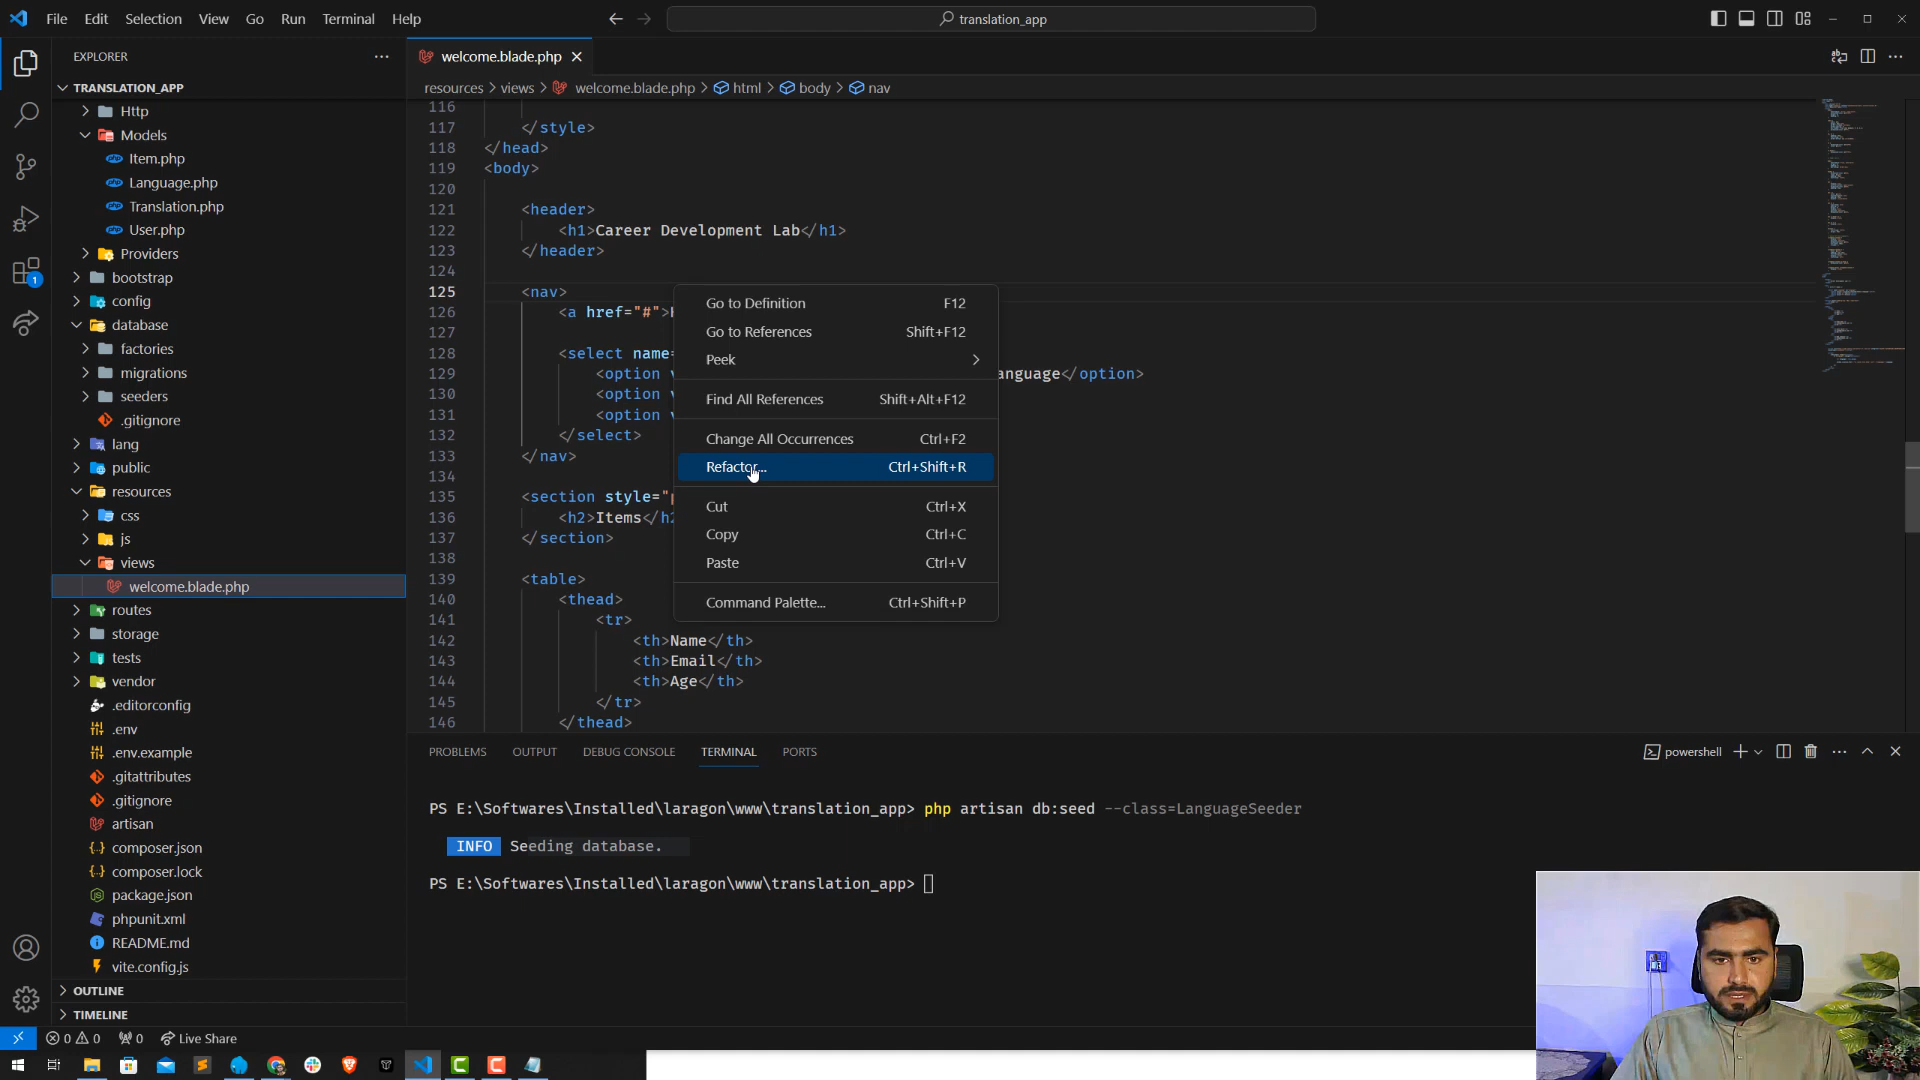 File Edit Selection View Go Run Terminal Help
translation_app
EXPLORER
TRANSLATION_APP
Http
Models
Item.php
Language.php
Translation.php
User.php
Providers
bootstrap
config
database
factories
migrations
seeders
.gitignore
lang
public
resources
css
js
views
welcome.blade.php
routes
storage
tests
vendor
.editorconfig
.env
.env.example
.gitattributes
.gitignore
artisan
composer.json
composer.lock
package.json
phpunit.xml
README.md
vite.config.js
OUTLINE
TIMELINE
1
welcome.blade.php
resources > views > welcome.blade.php > html > body > nav
116
117 </style>
118 </head>
119 <body>
120
121 <header>
122 <h1>Career Development Lab</h1>
123 </header>
124
125 <nav>
126 <a href="#">
127
128 <select name=
129 <option anguage</option>
130 <option
131 <option
132 </select>
133 </nav>
134
135 <section style="
136 <h2>Items</h
137 </section>
138
139 <table>
140 <thead>
141 <tr>
142 <th>Name</th>
143 <th>Email</th>
144 <th>Age</th>
145 </tr>
146 </thead>
Go to Definition F12
Go to References Shift+F12
Peek
Find All References Shift+Alt+F12
Change All Occurrences Ctrl+F2
Refactor... Ctrl+Shift+R
Cut Ctrl+X
Copy Ctrl+C
Paste Ctrl+V
Command Palette... Ctrl+Shift+P
PROBLEMS OUTPUT DEBUG CONSOLE TERMINAL PORTS
powershell
PS E:\Softwares\Installed\laragon\www\translation_app> php artisan db:seed --class=LanguageSeeder
INFO Seeding database.
PS E:\Softwares\Installed\laragon\www\translation_app>
0 0 0 Live Share